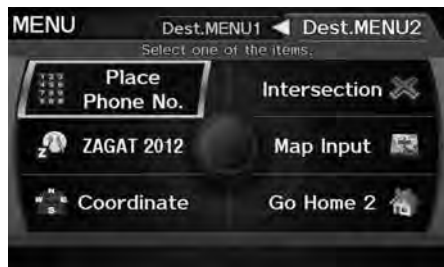 MENU Dest.MENU1 Dest.MENU2
Select one of the items.
Place
Phone No.
Intersection
ZAGAT 2012
Map Input
Coordinate
Go Home 2